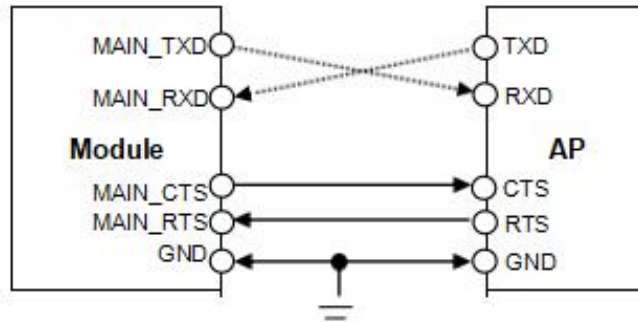 MAIN_TXD
MAIN_RXD
Module
MAIN_CTS
MAIN_RTS
GND
TXD
RXD
AP
CTS
RTS
GND